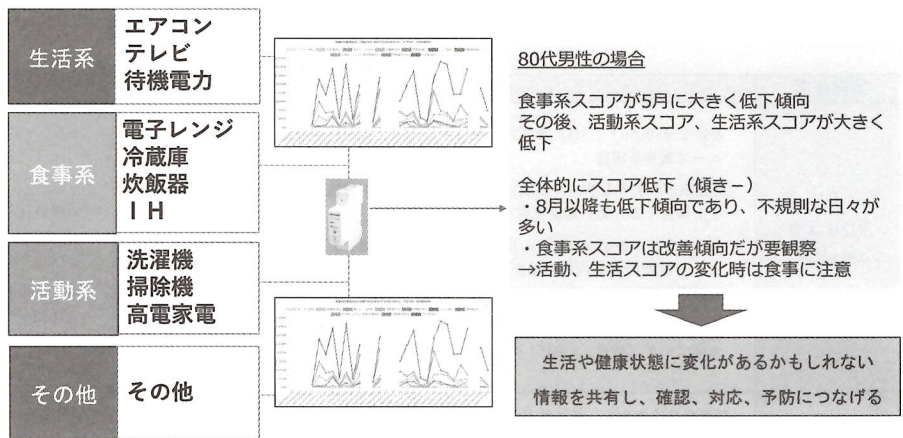 生活系
エアコン
テレビ
待機電力
食事系
電子レンジ
冷蔵庫
炊飯器
ＩＨ
活動系
洗濯機
掃除機
高電家電
その他
その他
80代男性の場合
食事系スコアが5月に大きく低下傾向
その後、活動系スコア、生活系スコアが大きく
低下
全体的にスコア低下（傾き－）
・8月以降も低下傾向であり、不規則な日々が
多い
・食事系スコアは改善傾向だが要観察
→活動、生活スコアの変化時は食事に注意
生活や健康状態に変化があるかもしれない
情報を共有し、確認、対応、予防につなげる